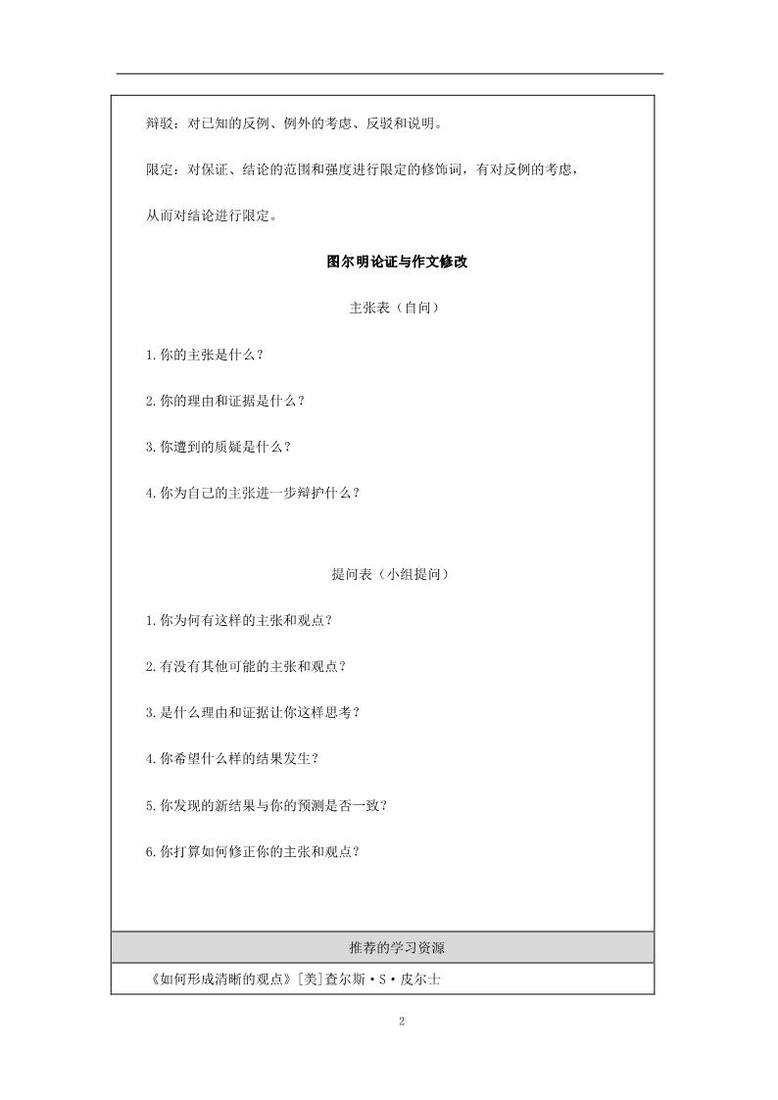 辩驳：对已知的反例、例外的考虑、反驳和说明。
限定：对保证、结论的范围和强度进行限定的修饰词，有对反例的考虑，
从而对结论进行限定。
图尔明论证与作文修改
主张表（自问）
1.你的主张是什么？
2.你的理由和证据是什么？
3.你遭到的质疑是什么？
4.你为自己的主张进一步辩护什么？
提问表（小组提问）
1.你为何有这样的主张和观点？
2.有没有其他可能的主张和观点？
3.是什么理由和证据让你这样思考？
4.你希望什么样的结果发生？
5.你发现的新结果与你的预测是否一致？
6.你打算如何修正你的主张和观点？
推荐的学习资源
《如何形成清晰的观点》[美]查尔斯·S·皮尔士
2